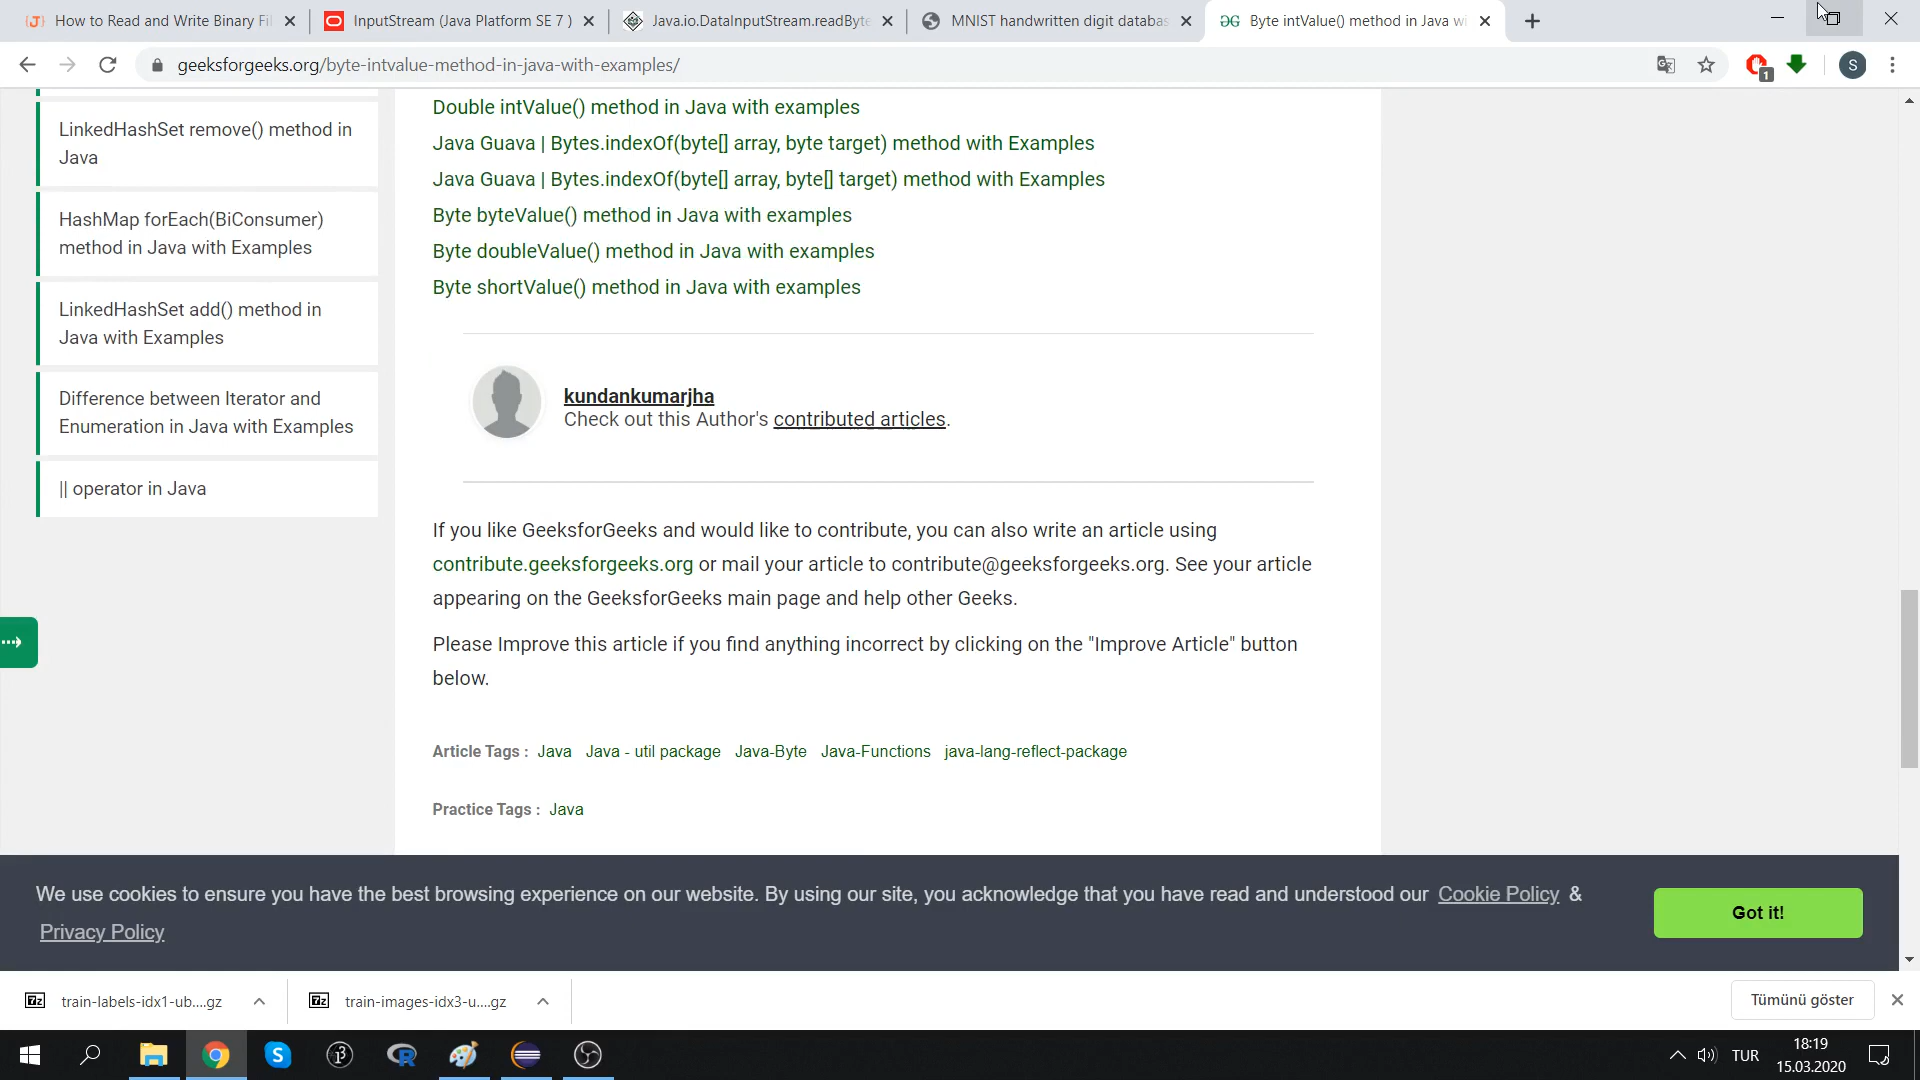 How to Read and Write Binary Fil
InputStream (Java Platform SE 7 )
Java.io.DataInputStream.readByte
MNIST handwritten digit databas
Byte intValue() method in Java wi
geeksforgeeks.org/byte-intvalue-method-in-java-with-examples/
1
S
LinkedHashSet remove() method in
Java
HashMap forEach(BiConsumer)
method in Java with Examples
LinkedHashSet add() method in
Java with Examples
Difference between Iterator and
Enumeration in Java with Examples
|| operator in Java
Double intValue() method in Java with examples
Java Guava | Bytes.indexOf(byte[] array, byte target) method with Examples
Java Guava | Bytes.indexOf(byte[] array, byte[] target) method with Examples
Byte byteValue() method in Java with examples
Byte doubleValue() method in Java with examples
Byte shortValue() method in Java with examples
kundankumarjha
Check out this Author's contributed articles.
If you like GeeksforGeeks and would like to contribute, you can also write an article using
contribute.geeksforgeeks.org or mail your article to contribute@geeksforgeeks.org. See your article
appearing on the GeeksforGeeks main page and help other Geeks.
Please Improve this article if you find anything incorrect by clicking on the "Improve Article" button
below.
Article Tags : Java Java - util package Java-Byte Java-Functions java-lang-reflect-package
Practice Tags : Java
We use cookies to ensure you have the best browsing experience on our website. By using our site, you acknowledge that you have read and understood our Cookie Policy &
Privacy Policy
Got it!
train-labels-idx1-ub....gz
train-images-idx3-u....gz
Tümünü göster
TUR
18:19
15.03.2020